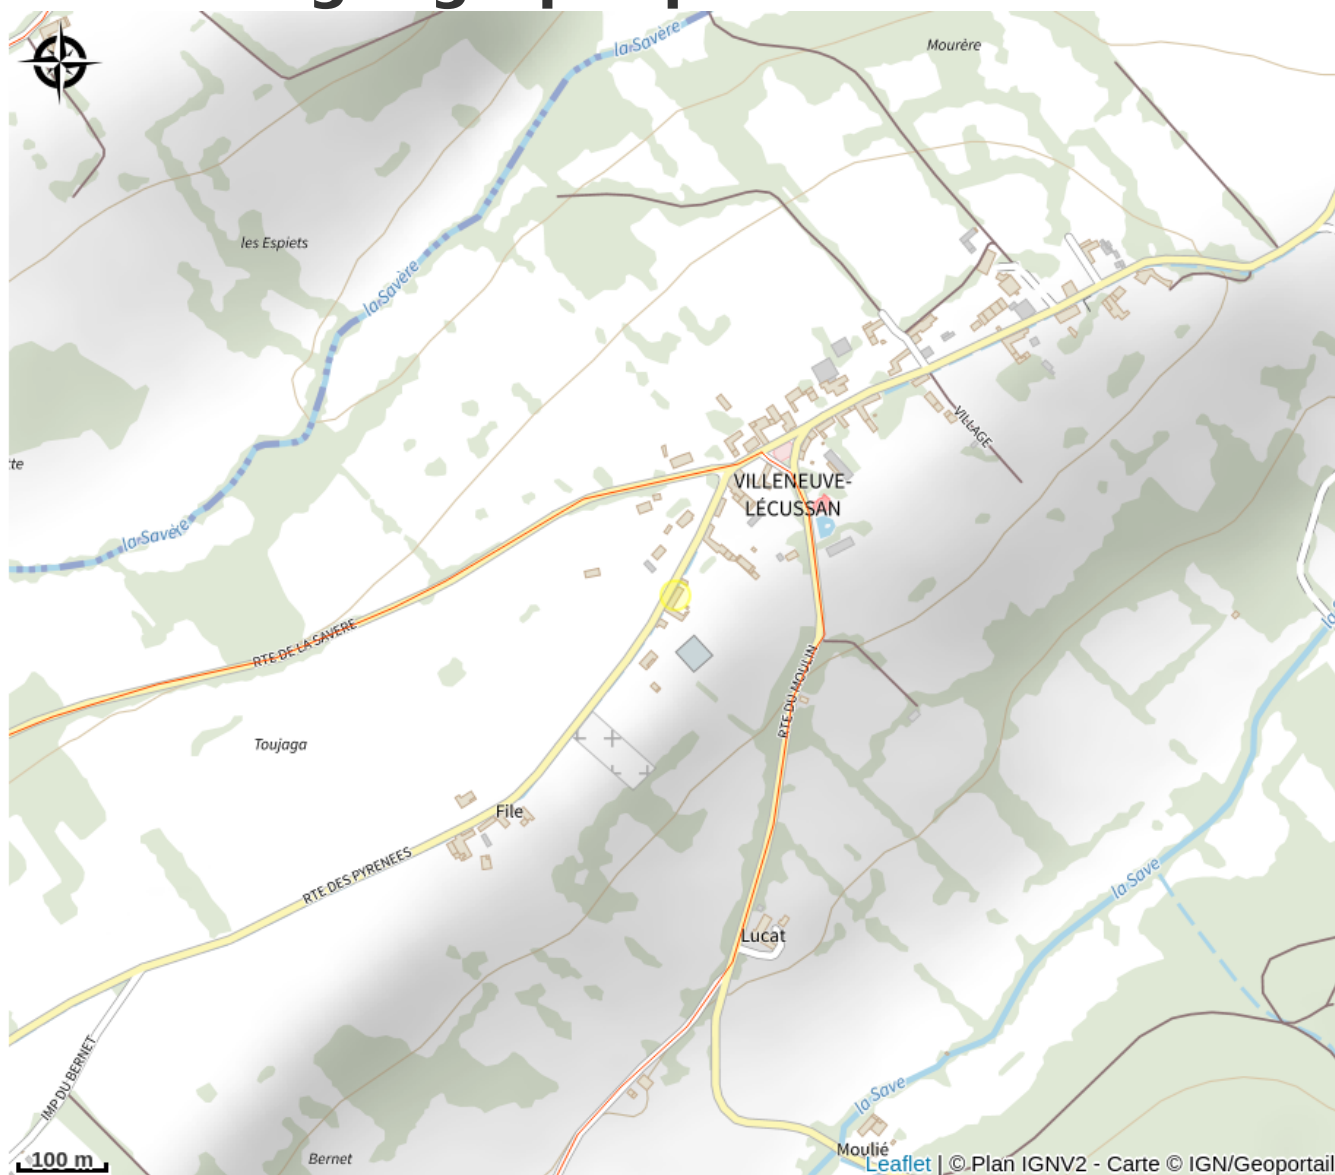 la Savère
Mourère
les Espiets
la Savère
VILLAGE
tte
VILLENEUVE-
LÉCUSSAN
la Savère
RTE DE LA SAVERE
RTE DU MOULIN
Toujaga
File
RTE DES PYRENEES
la Save
Lucat
IMP DU BERNET
la Save
Moulié
Bernet
100 m
Leaflet | © Plan IGNV2 - Carte © IGN/Geoportail